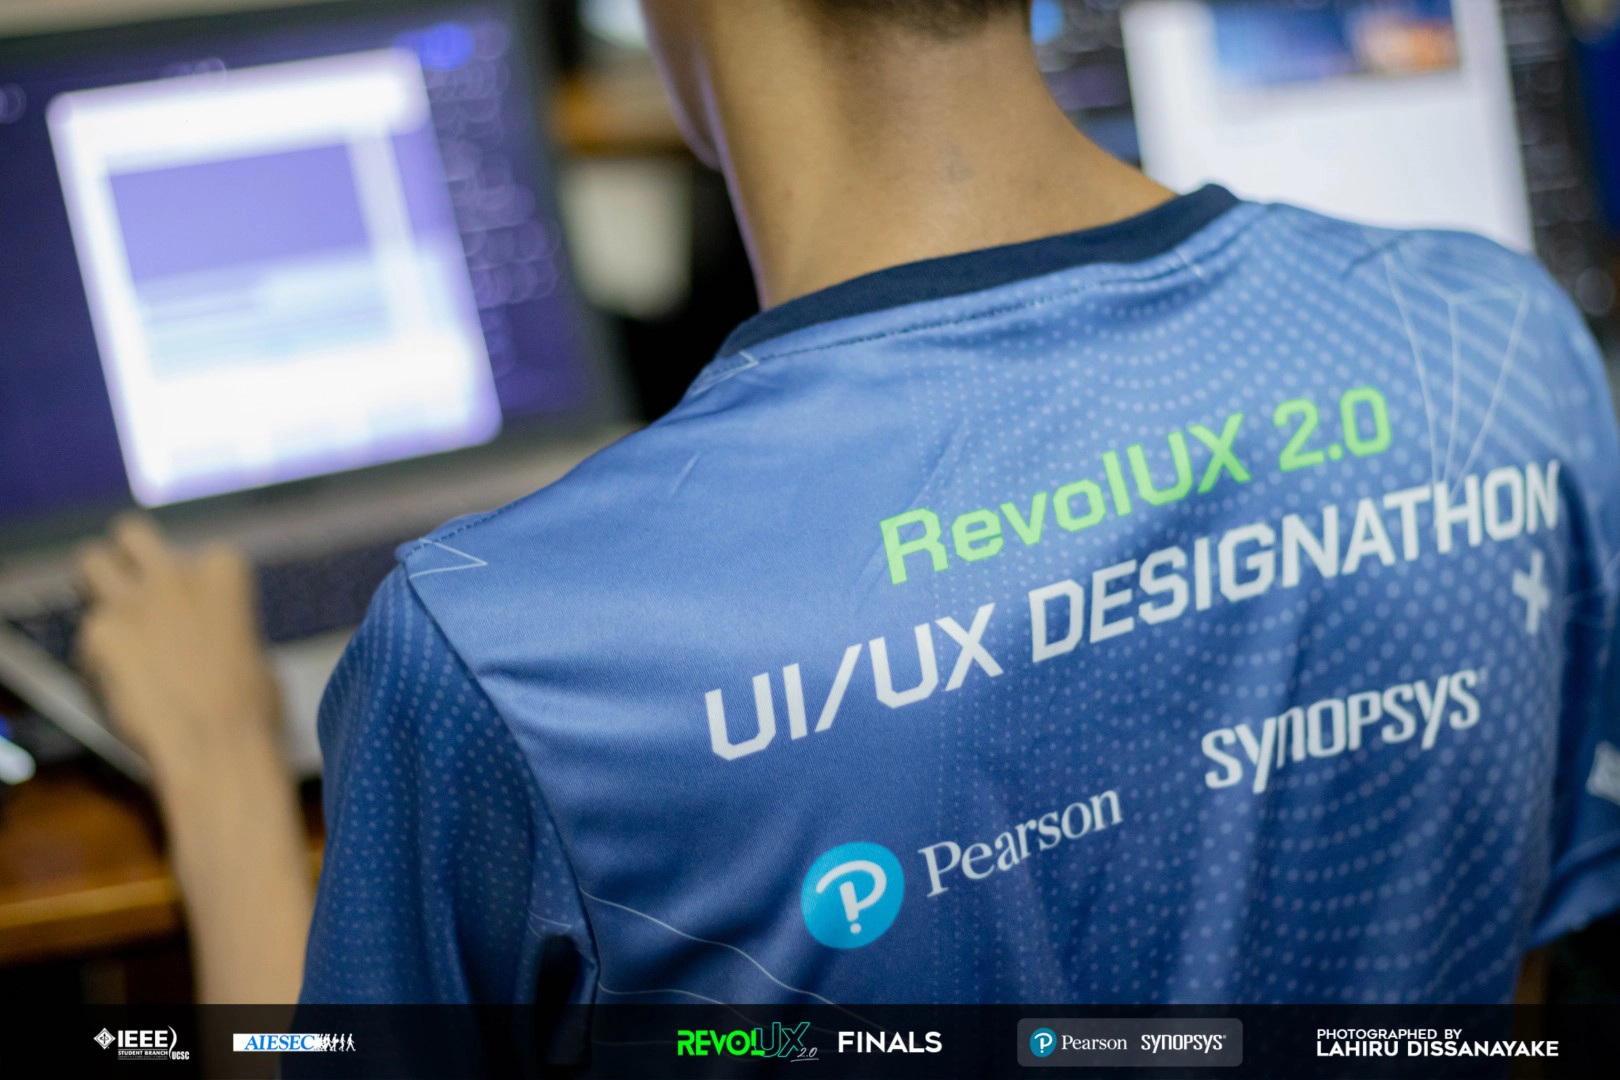 RevolUX 2.0
UI/UX DESIGNATHON
SYNOPSYS
Pearson
IEEE
STUDENT BRANCH
UCSC
AIESEC
REVOLUX 2.0
FINALS
Pearson
SYNOPSYS
PHOTOGRAPHED BY
LAHIRU DISSANAYAKE